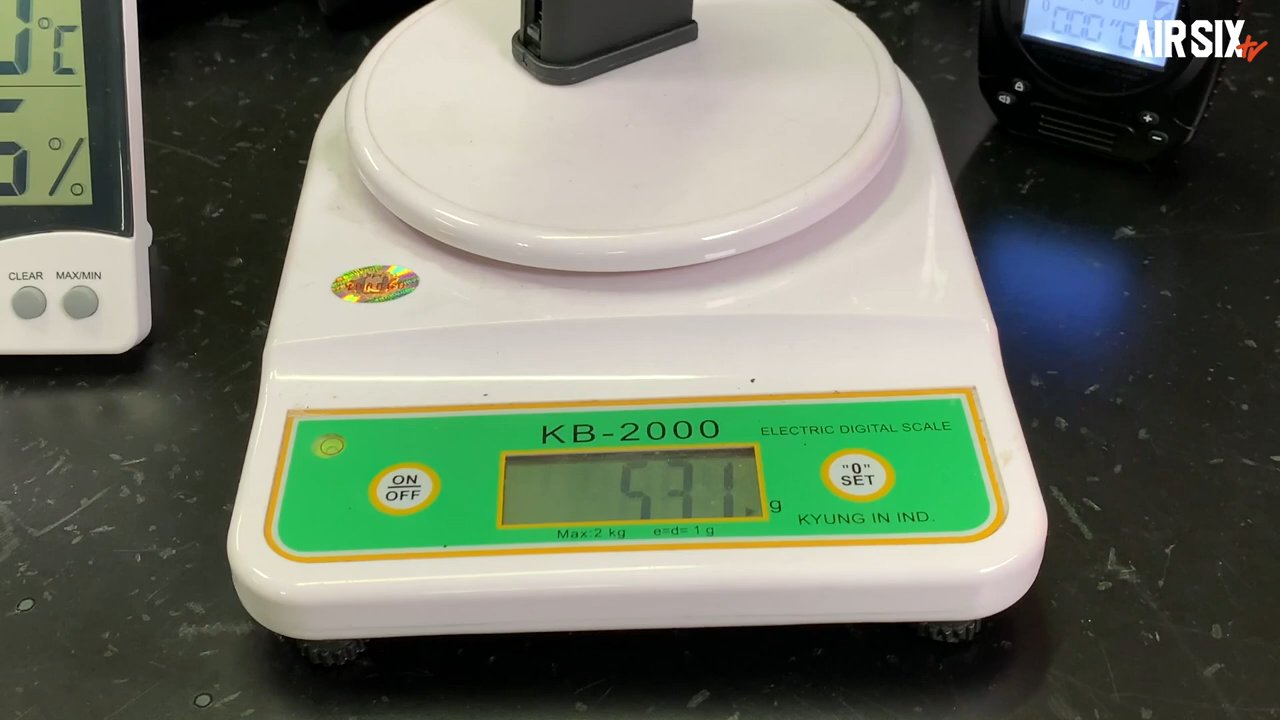 AIRSIX tv
°C
%
CLEAR MAX/MIN
KB-2000
ELECTRIC DIGITAL SCALE
ON
OFF
531 g
"0"
SET
Max:2 kg e=d= 1 g
KYUNG IN IND.